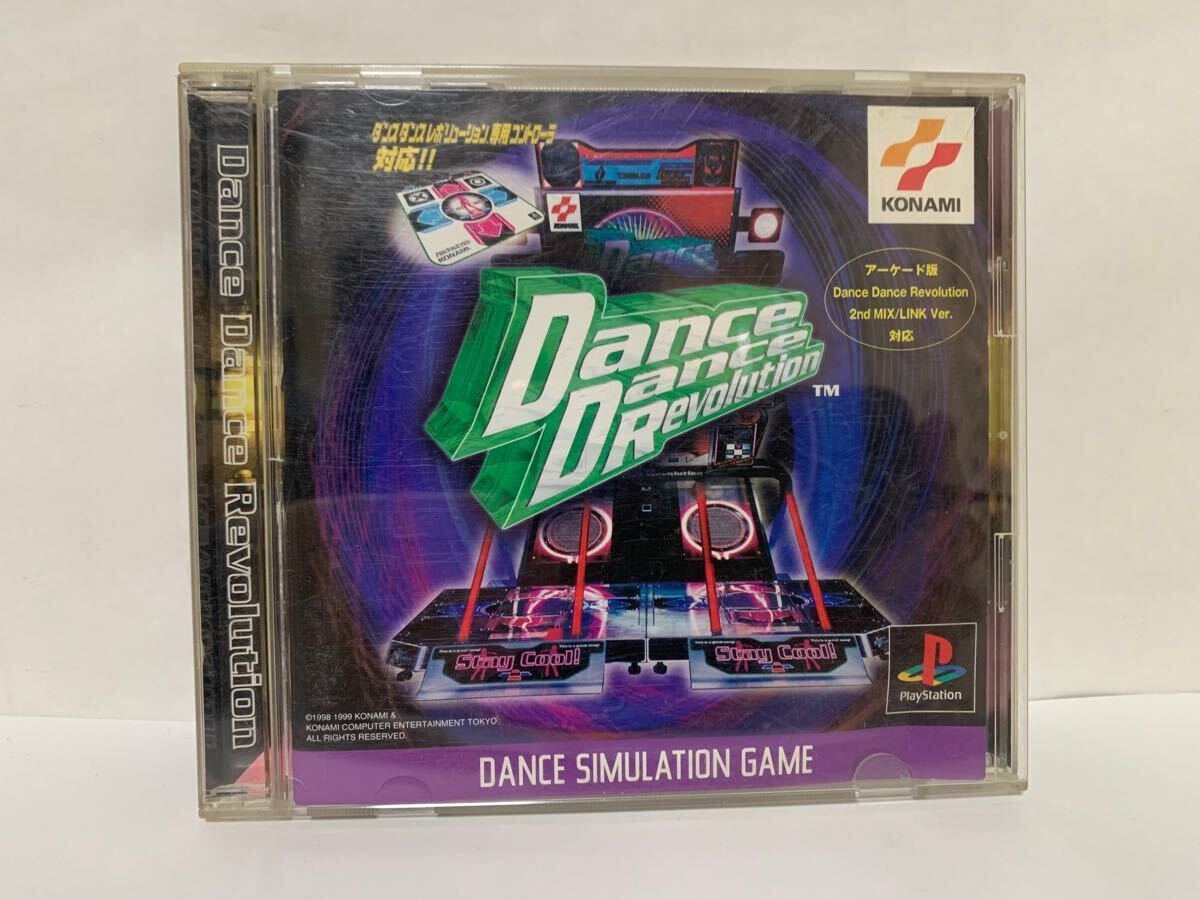 Dance Dance Revolution
ダンスダンスレボリューション専用コントローラ
対応!!
KONAMI
KONAMI
KONAMI
アーケード版
Dance Dance Revolution
2nd MIX/LINK Ver.
対応
Dance
Dance
Dance
Revolution
TM
Revolution
Stay Cool!
Stay Cool!
PlayStation
©1998 1999 KONAMI &
KONAMI COMPUTER ENTERTAINMENT TOKYO
ALL RIGHTS RESERVED.
DANCE SIMULATION GAME